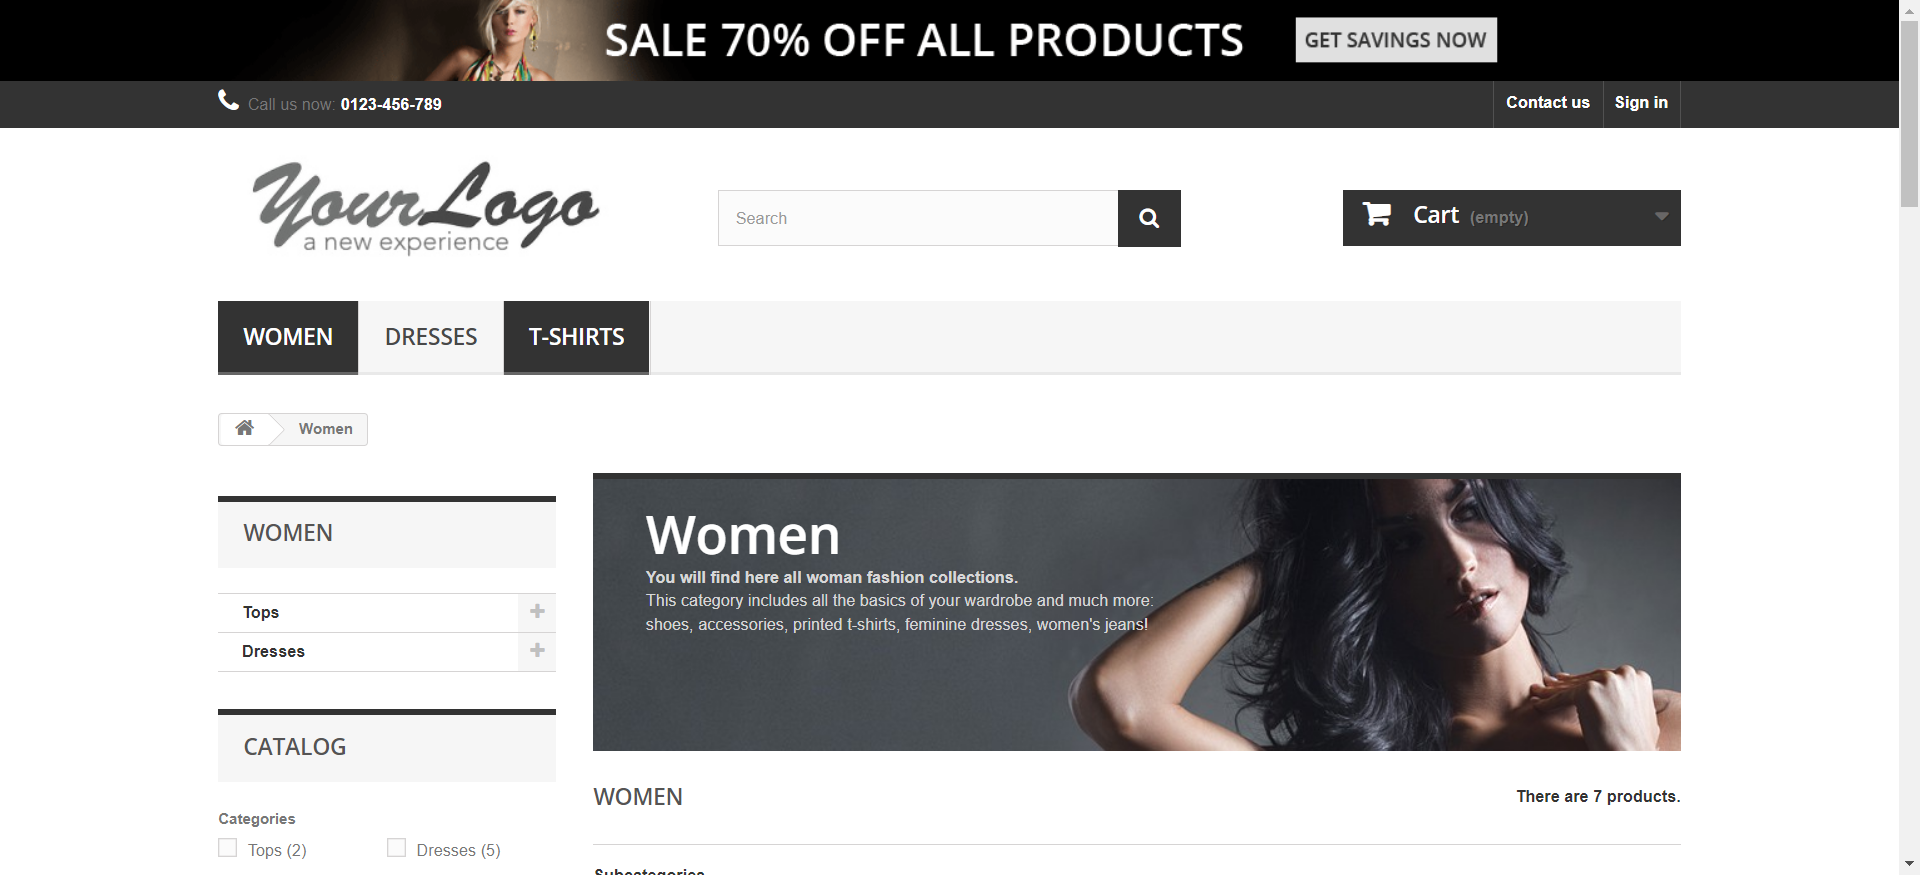 SALE 70% OFF ALL PRODUCTS GET SAVINGS NOW
Call us now: 0123-456-789 Contact us Sign in
YourLogo
a new experience
Search
Cart (empty)
WOMEN DRESSES T-SHIRTS
Women
WOMEN
Tops
Dresses
CATALOG
Categories
Tops (2) Dresses (5)
Women
You will find here all woman fashion collections.
This category includes all the basics of your wardrobe and much more:
shoes, accessories, printed t-shirts, feminine dresses, women's jeans!
WOMEN There are 7 products.
Subcategories